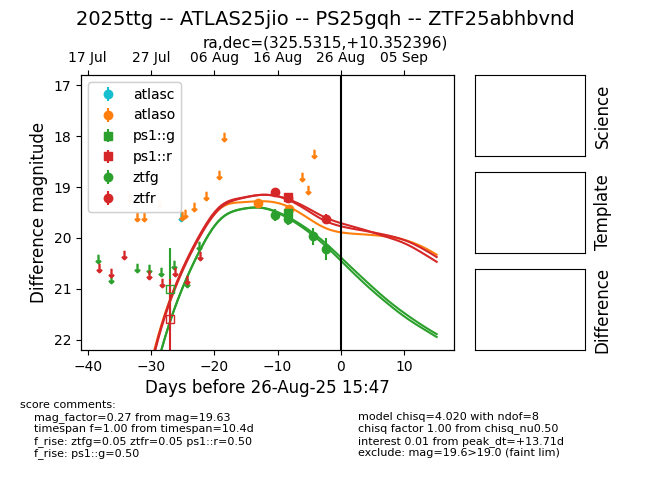 2025ttg -- ATLAS25jio -- PS25gqh -- ZTF25abhbvnd
ra,dec=(325.5315,+10.352396)
17 Jul 27 Jul 06 Aug 16 Aug 26 Aug 05 Sep
atlasc
atlaso
ps1::g
ps1::r
ztfg
ztfr
17
18
19
20
21
22
Difference magnitude
−40 −30 −20 −10 0 10
Days before 26-Aug-25 15:47
Science
Template
Difference
score comments:
mag_factor=0.27 from mag=19.63
timespan f=1.00 from timespan=10.4d
f_rise: ztfg=0.05 ztfr=0.05 ps1::r=0.50
f_rise: ps1::g=0.50
model chisq=4.020 with ndof=8
chisq factor 1.00 from chisq_nu0.50
interest 0.01 from peak_dt=+13.71d
exclude: mag=19.6>19.0 (faint lim)